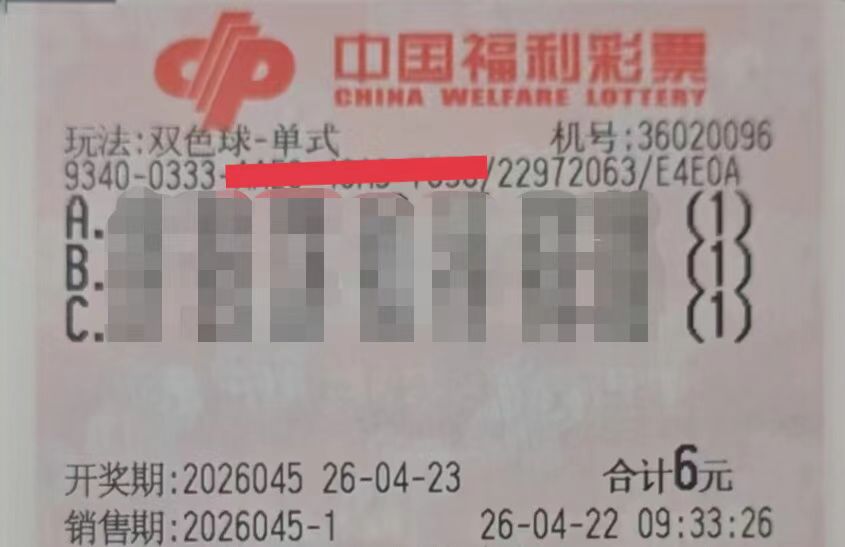 中国福利彩票
CHINA WELFARE LOTTERY
玩法:双色球-单式 机号:36020096
9340-0333- /22972063/E4E0A
A. (1)
B. (1)
C. (1)
开奖期:2026045 26-04-23 合计6元
销售期:2026045-1 26-04-22 09:33:26